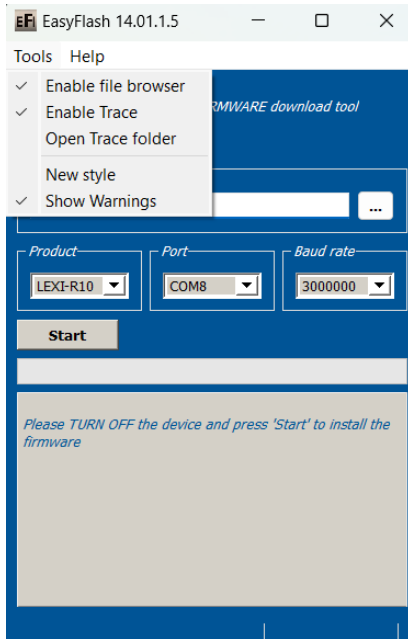 EF EasyFlash 14.01.1.5
Tools Help
Enable file browser
Enable Trace
Open Trace folder
New style
Show Warnings
download tool
...
Product
Port
Baud rate
LEXI-R10
COM8
3000000
Start
Please TURN OFF the device and press 'Start' to install the
firmware